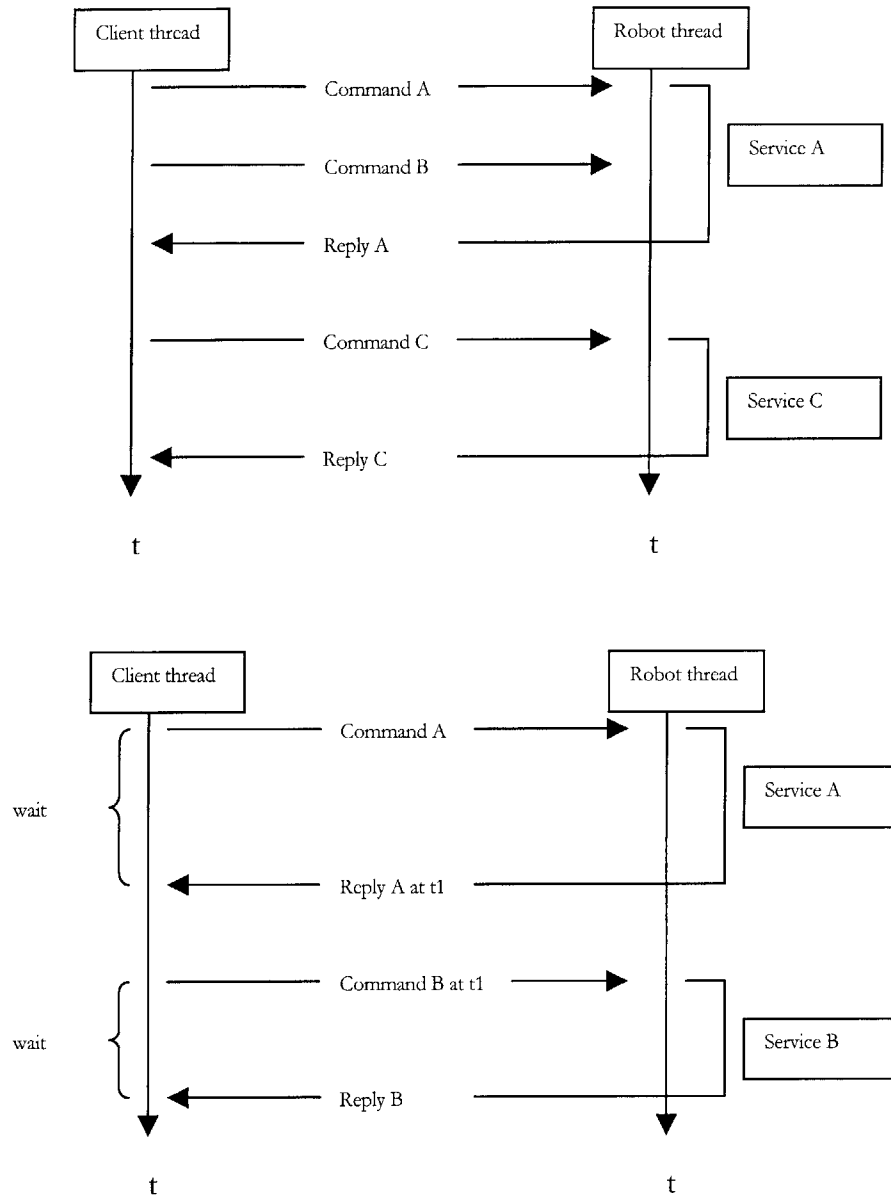 Client thread
Robot thread
Command A
Service A
Command B
Reply A
Command C
Service C
Reply C
t
t
Client thread
Robot thread
Command A
wait
Service A
Reply A at t1
Command B at t1
wait
Service B
Reply B
t
t